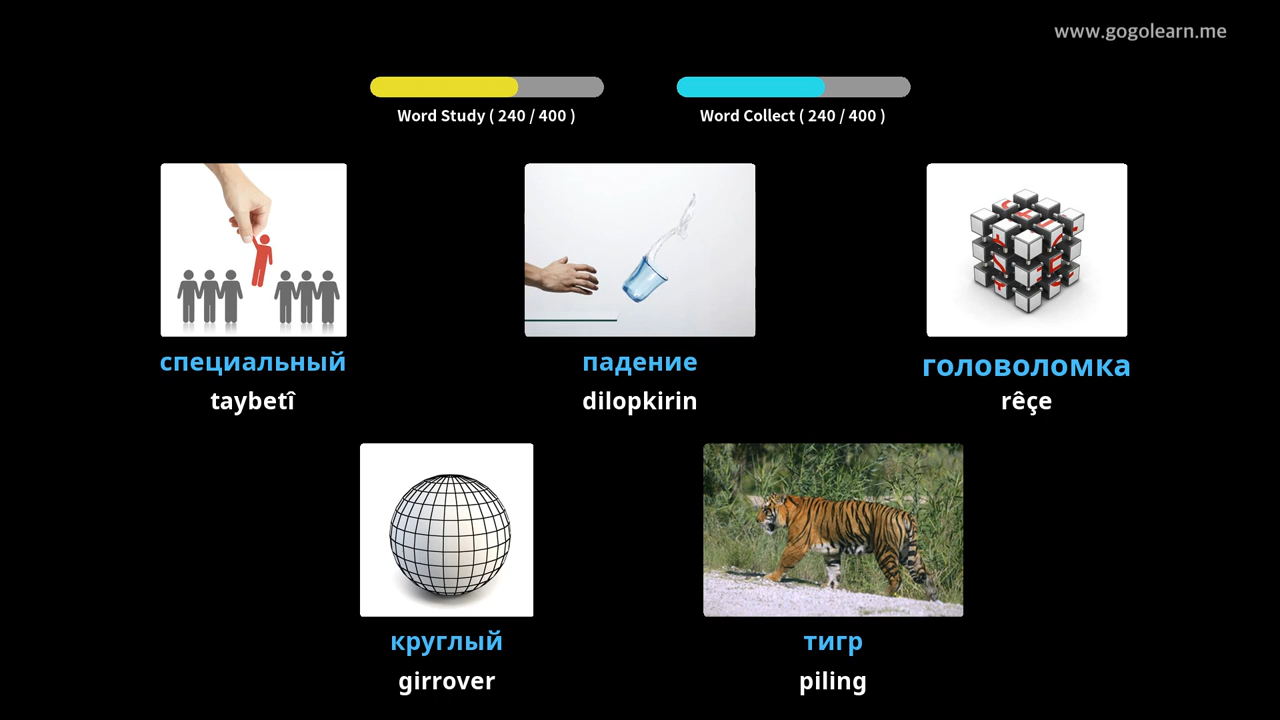 www.gogolearn.me
Word Study ( 240 / 400 )
Word Collect ( 240 / 400 )
специальный
taybetî
падение
dilopkirin
головоломка
rêçe
круглый
girrover
тигр
piling